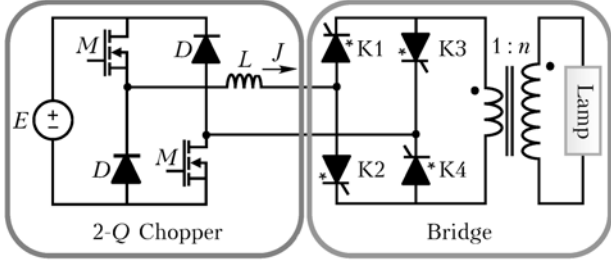 M
D
L
J
* K1
* K3
1 : n
E
+
−
D
M
* K2
* K4
Lamp
2-Q Chopper
Bridge